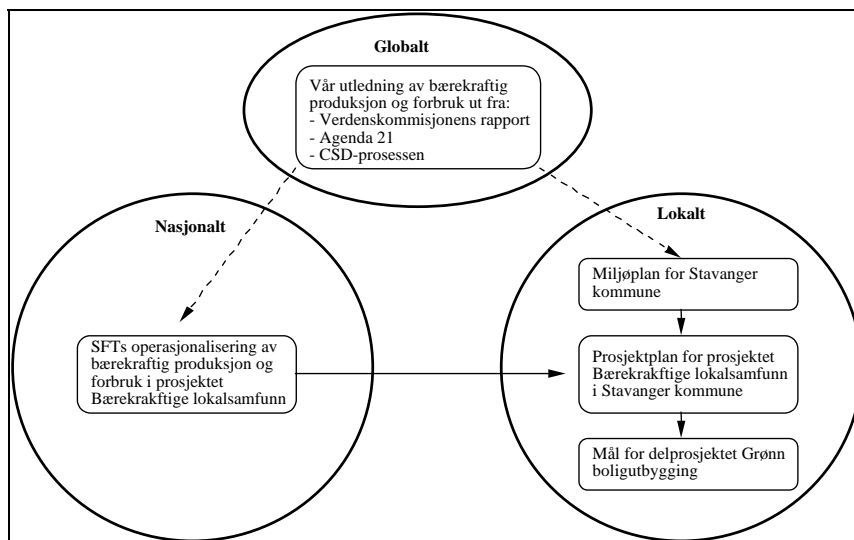 Globalt
Vår utledning av bærekraftig
produksjon og forbruk ut fra:
- Verdenskommisjonens rapport
- Agenda 21
- CSD-prosessen
Nasjonalt
SFTs operasjonalisering av
bærekraftig produksjon og
forbruk i prosjektet
Bærekrakftige lokalsamfunn
Lokalt
Miljøplan for Stavanger
kommune
Prosjektplan for prosjektet
Bærekrakftige lokalsamfunn
i Stavanger kommune
Mål for delprosjektet Grønn
boligutbygging